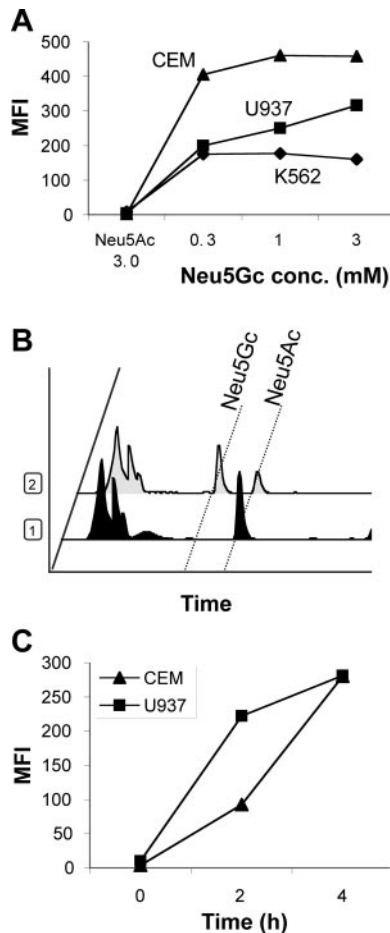 A
500
400
300
200
100
0
MFI
CEM
U937
K562
Neu5Ac
3.0
0.3
1
3
Neu5Gc conc. (mM)
B
Neu5Gc
Neu5Ac
2
1
Time
C
300
250
200
150
100
50
0
MFI
CEM
U937
0
2
4
Time (h)